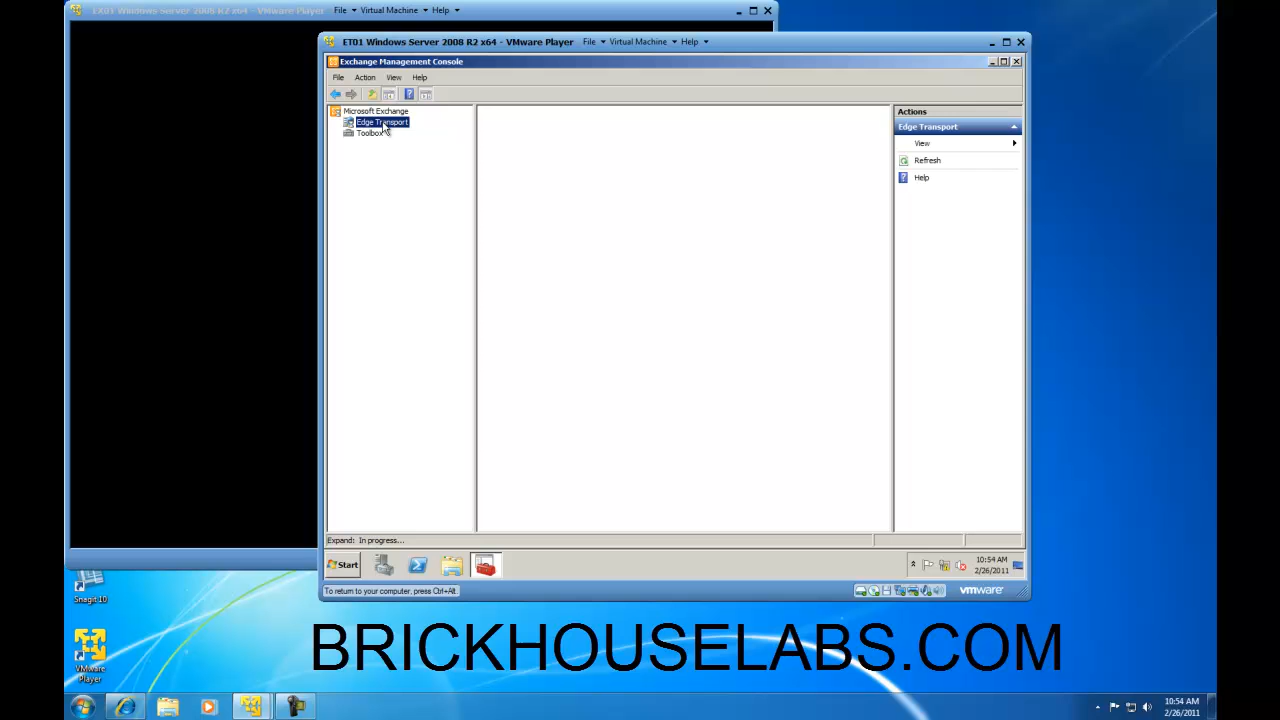 EX01 Windows Server 2008 R2 x64 - VMware Player File Virtual Machine Help
ET01 Windows Server 2008 R2 x64 - VMware Player File Virtual Machine Help
Exchange Management Console
File Action View Help
Microsoft Exchange
Edge Transport
Toolbox
Actions
Edge Transport
View
Refresh
Help
Expand: In progress...
Start
10:54 AM
2/26/2011
To return to your computer, press Ctrl+Alt.
vmware
Snagit 10
VMware
Player
BRICKHOUSELABS.COM
10:54 AM
2/26/2011